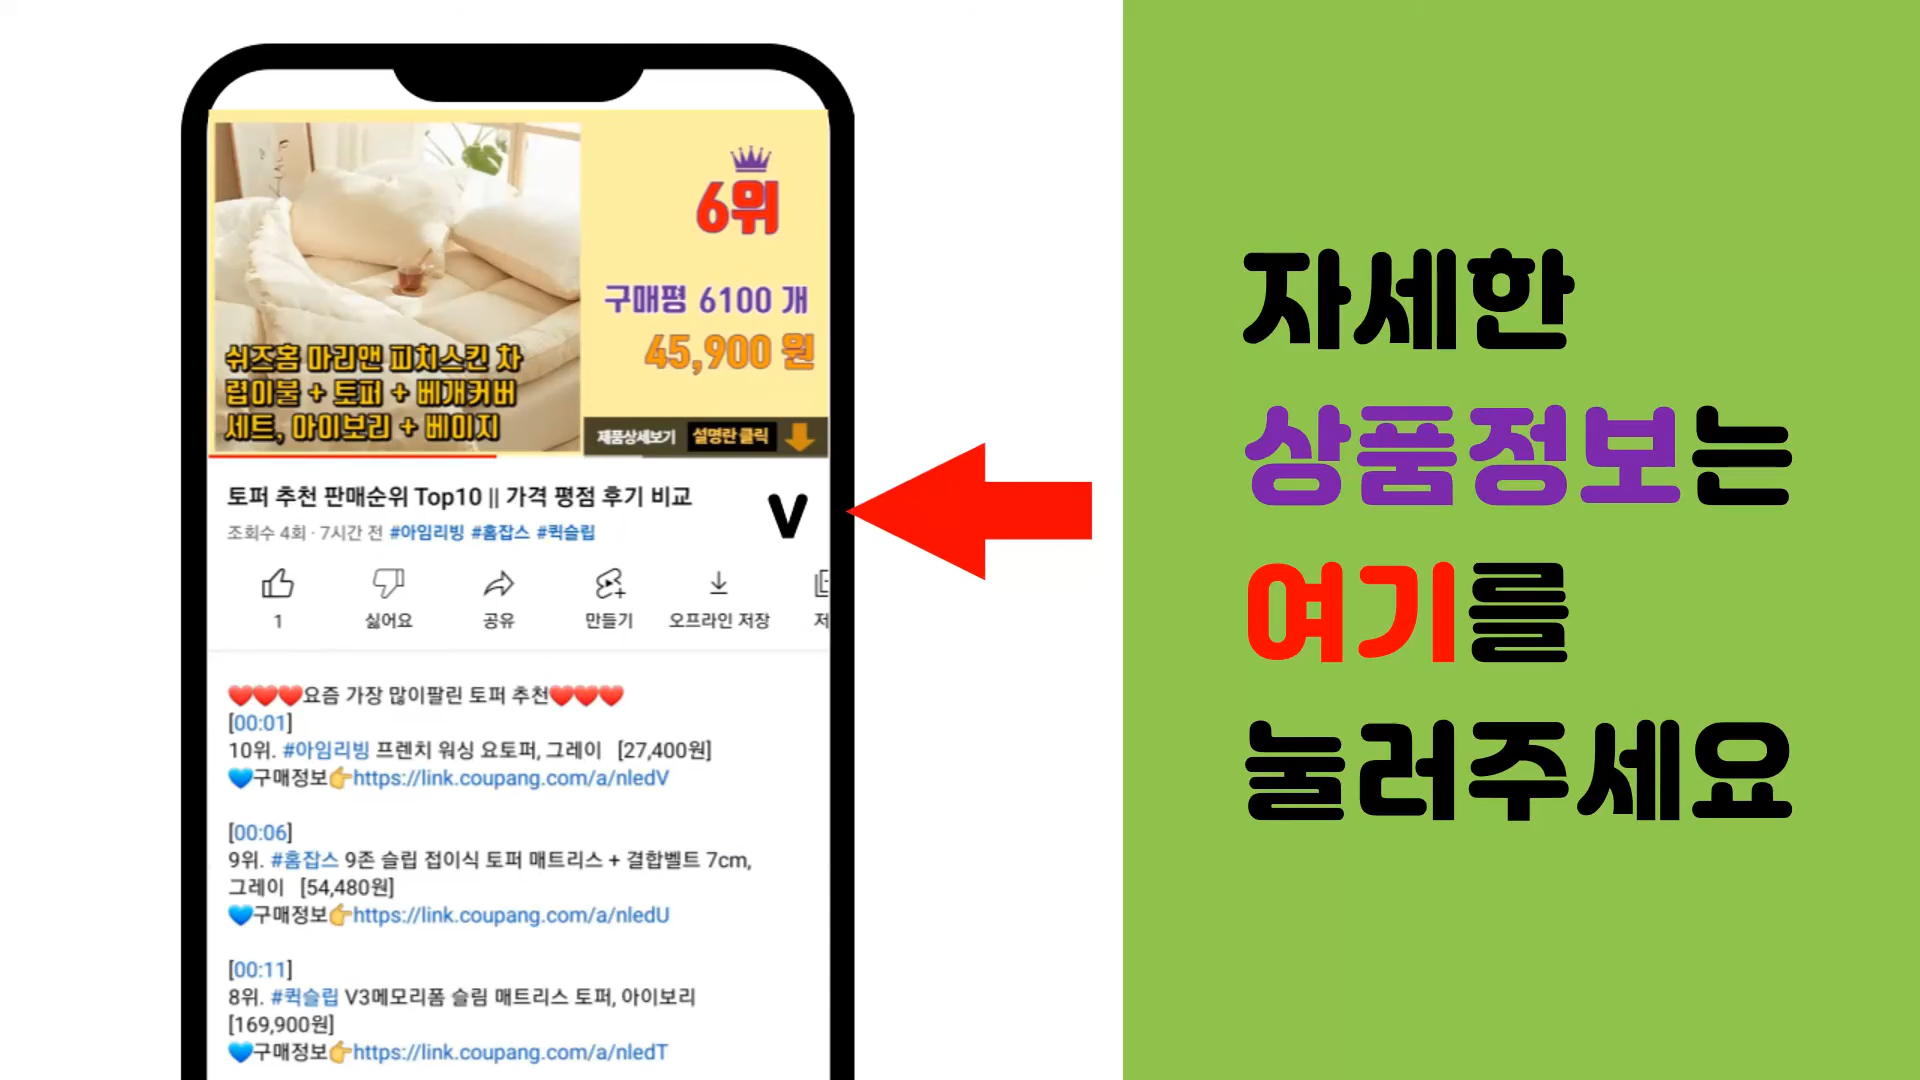 6위
구매평 6100 개
45,900 원
쉬즈홈 마리앤 피치스킨 차
렵이불 + 토퍼 + 베개커버
세트, 아이보리 + 베이지
제품상세보기 설명란 클릭
토퍼 추천 판매순위 Top10 || 가격 평점 후기 비교
V
조회수 4회 · 7시간 전 #아임리빙 #홈잡스 #퀵슬립
1 싫어요 공유 만들기 오프라인 저장 저
❤️❤️❤️요즘 가장 많이팔린 토퍼 추천❤️❤️❤️
[00:01]
10위. #아임리빙 프렌치 워싱 요토퍼, 그레이 [27,400원]
💙구매정보👉https://link.coupang.com/a/nledV
[00:06]
9위. #홈잡스 9존 슬립 접이식 토퍼 매트리스 + 결합벨트 7cm,
그레이 [54,480원]
💙구매정보👉https://link.coupang.com/a/nledU
[00:11]
8위. #퀵슬립 V3메모리폼 슬림 매트리스 토퍼, 아이보리
[169,900원]
💙구매정보👉https://link.coupang.com/a/nledT
자세한
상품정보는
여기를
눌러주세요